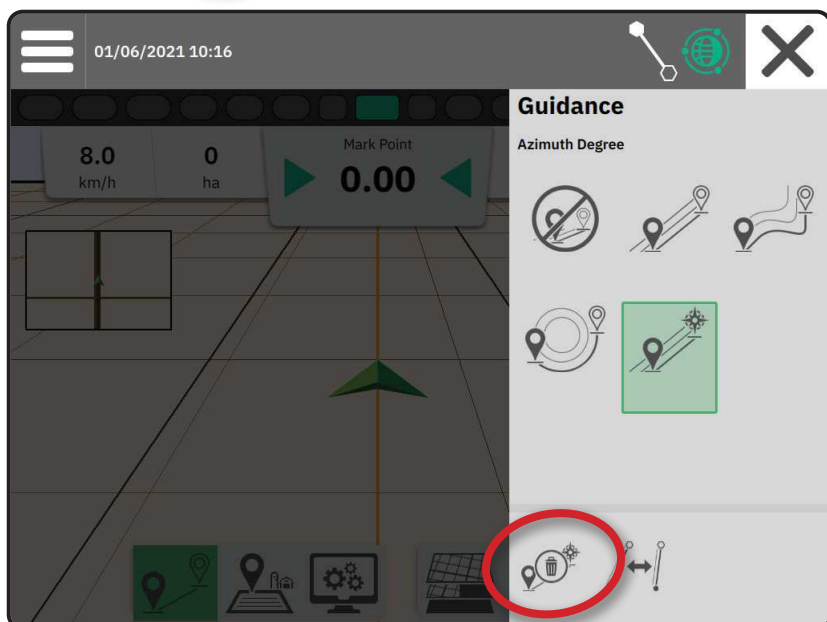 01/06/2021 10:16
8.0
km/h
0
ha
Mark Point
0.00
Guidance
Azimuth Degree